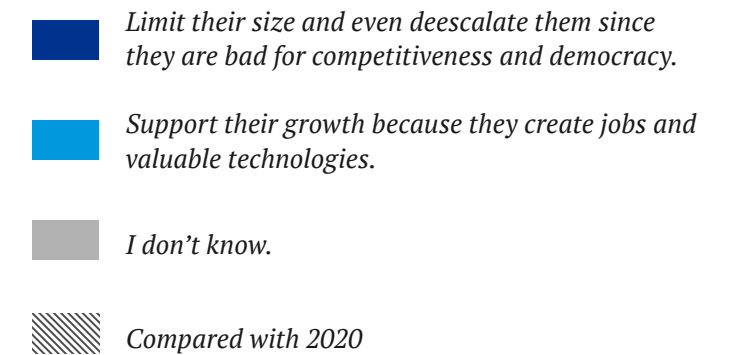 Limit their size and even deescalate them since
they are bad for competitiveness and democracy.
Support their growth because they create jobs and
valuable technologies.
I don’t know.
Compared with 2020